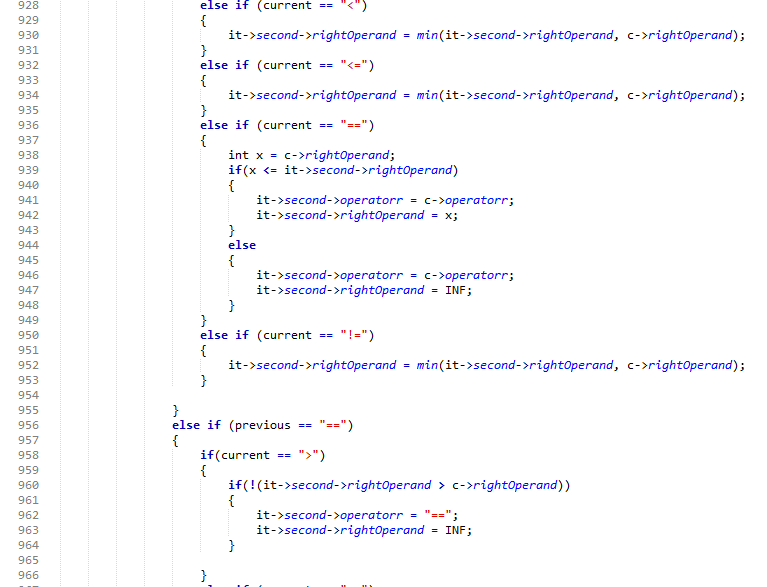 928 else if (current == "<")
929 {
930 it->second->rightOperand = min(it->second->rightOperand, c->rightOperand);
931 }
932 else if (current == "<=")
933 {
934 it->second->rightOperand = min(it->second->rightOperand, c->rightOperand);
935 }
936 else if (current == "==")
937 {
938 int x = c->rightOperand;
939 if(x <= it->second->rightOperand)
940 {
941 it->second->operatorr = c->operatorr;
942 it->second->rightOperand = x;
943 }
944 else
945 {
946 it->second->operatorr = c->operatorr;
947 it->second->rightOperand = INF;
948 }
949 }
950 else if (current == "!=")
951 {
952 it->second->rightOperand = min(it->second->rightOperand, c->rightOperand);
953 }
954
955 }
956 else if (previous == "==")
957 {
958 if(current == ">")
959 {
960 if(!(it->second->rightOperand > c->rightOperand))
961 {
962 it->second->operatorr = "==";
963 it->second->rightOperand = INF;
964 }
965
966 }